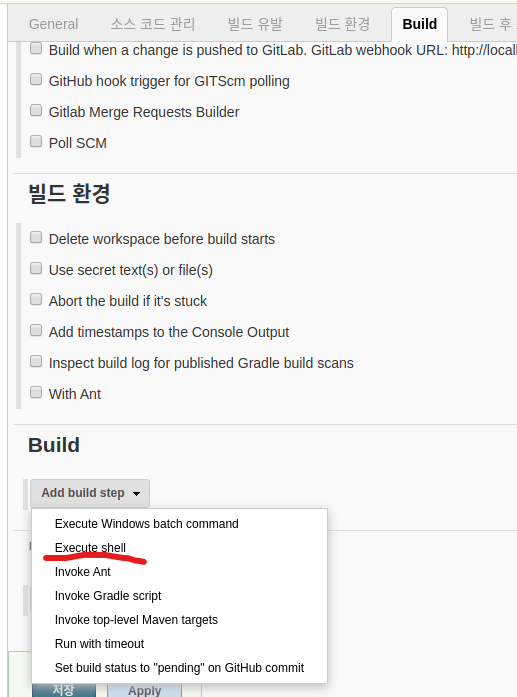 General 소스 코드 관리 빌드 유발 빌드 환경 Build 빌드 후
Build when a change is pushed to GitLab. GitLab webhook URL: http://local
GitHub hook trigger for GITScm polling
Gitlab Merge Requests Builder
Poll SCM
빌드 환경
Delete workspace before build starts
Use secret text(s) or file(s)
Abort the build if it's stuck
Add timestamps to the Console Output
Inspect build log for published Gradle build scans
With Ant
Build
Add build step
Execute Windows batch command
Execute shell
Invoke Ant
Invoke Gradle script
Invoke top-level Maven targets
Run with timeout
Set build status to "pending" on GitHub commit
저장 Apply